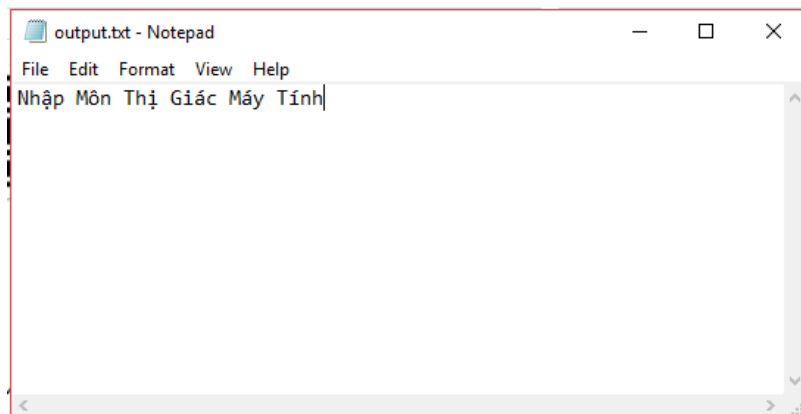 output.txt - Notepad
File Edit Format View Help
Nhập Môn Thị Giác Máy Tính